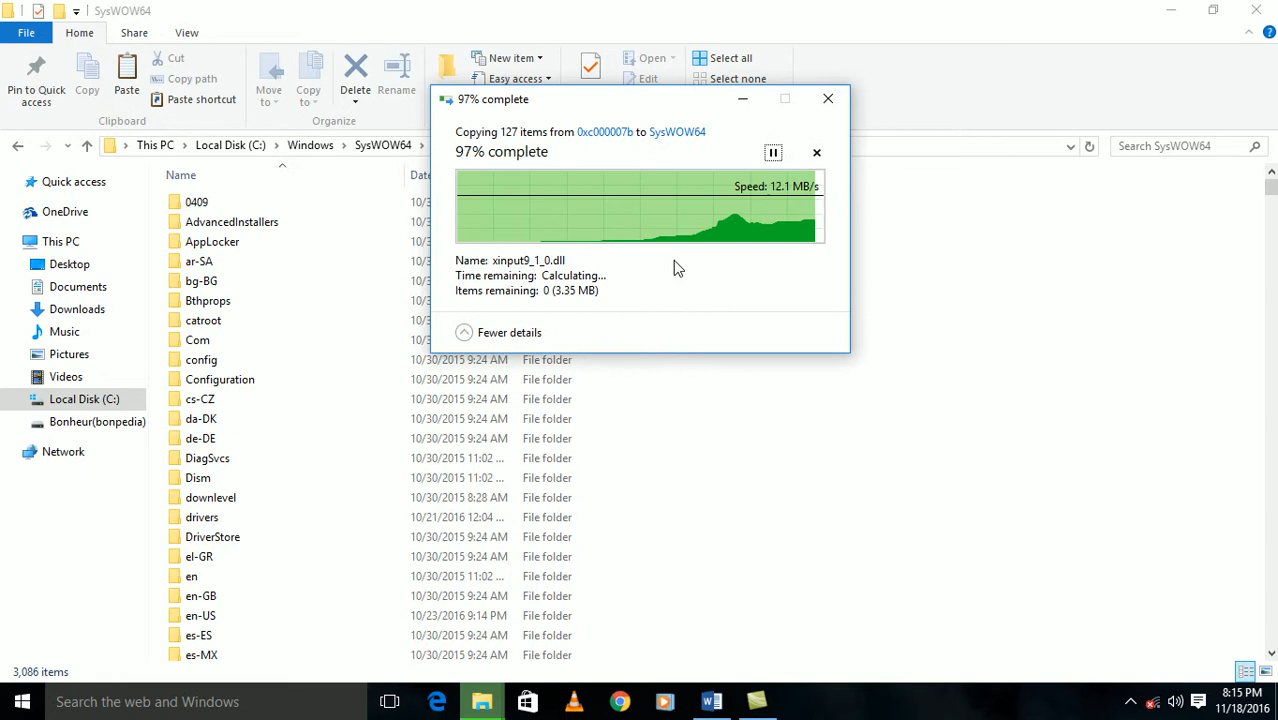 SysWOW64
File
Home
Share
View
Pin to Quick access
Copy
Paste
Cut
Copy path
Paste shortcut
Clipboard
Move to
Copy to
Delete
Rename
Organize
New item
Easy access
Open
Edit
Select all
Select none
This PC > Local Disk (C:) > Windows > SysWOW64 >
Search SysWOW64
97% complete
Copying 127 items from 0xc000007b to SysWOW64
97% complete
Speed: 12.1 MB/s
Name: xinput9_1_0.dll
Time remaining: Calculating...
Items remaining: 0 (3.35 MB)
Fewer details
Quick access
OneDrive
This PC
Desktop
Documents
Downloads
Music
Pictures
Videos
Local Disk (C:)
Bonheur(bonpedia)
Network
Name
0409
AdvancedInstallers
AppLocker
ar-SA
bg-BG
Bthprops
catroot
Com
config 10/30/2015 9:24 AM File folder
Configuration 10/30/2015 9:24 AM File folder
cs-CZ 10/30/2015 9:24 AM File folder
da-DK 10/30/2015 9:24 AM File folder
de-DE 10/30/2015 9:24 AM File folder
DiagSvcs 10/30/2015 11:02 ... File folder
Dism 10/30/2015 11:02 ... File folder
downlevel 10/30/2015 8:28 AM File folder
drivers 10/21/2016 12:04 ... File folder
DriverStore 10/30/2015 9:24 AM File folder
el-GR 10/30/2015 9:24 AM File folder
en 10/30/2015 11:02 ... File folder
en-GB 10/30/2015 9:24 AM File folder
en-US 10/23/2016 9:14 PM File folder
es-ES 10/30/2015 9:24 AM File folder
es-MX 10/30/2015 9:24 AM File folder
3,086 items
Search the web and Windows
8:15 PM
11/18/2016